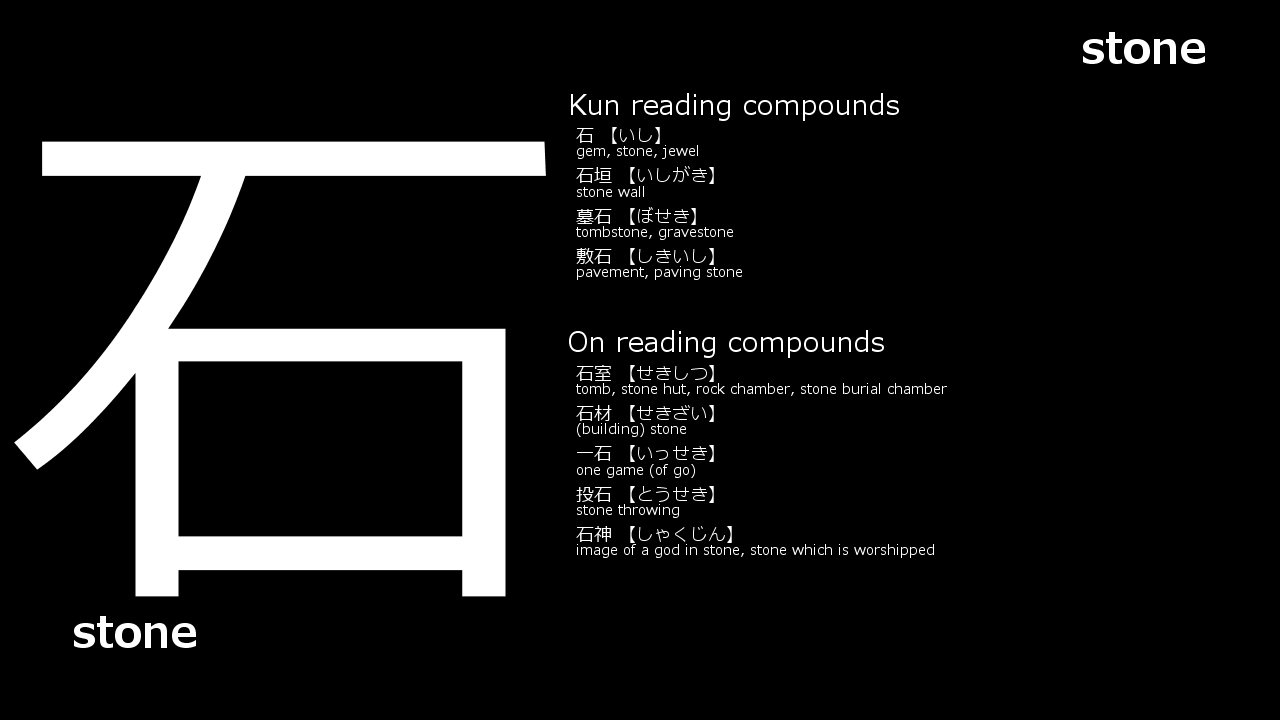 stone
石
Kun reading compounds
石 【いし】
gem, stone, jewel
石垣 【いしがき】
stone wall
墓石 【ぼせき】
tombstone, gravestone
敷石 【しきいし】
pavement, paving stone
On reading compounds
石室 【せきしつ】
tomb, stone hut, rock chamber, stone burial chamber
石材 【せきざい】
(building) stone
一石 【いっせき】
one game (of go)
投石 【とうせき】
stone throwing
石神 【しゃくじん】
image of a god in stone, stone which is worshipped
stone